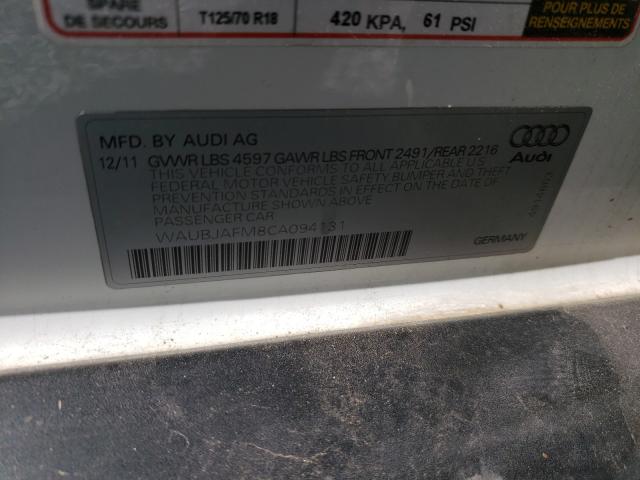 SPARE
DE SECOURS
T125/70 R18
420 KPA, 61 PSI
POUR PLUS DE
RENSEIGNEMENTS
MFD. BY AUDI AG
12/11 GVWR LBS 4597 GAWR LBS FRONT 2491/REAR 2216
THIS VEHICLE CONFORMS TO ALL APPLICABLE U.S.
FEDERAL MOTOR VEHICLE SAFETY, BUMPER AND THEFT
PREVENTION STANDARDS IN EFFECT ON THE DATE OF
MANUFACTURE SHOWN ABOVE
PASSENGER CAR
WAUBJAFM8CA094131
Audi
GERMANY